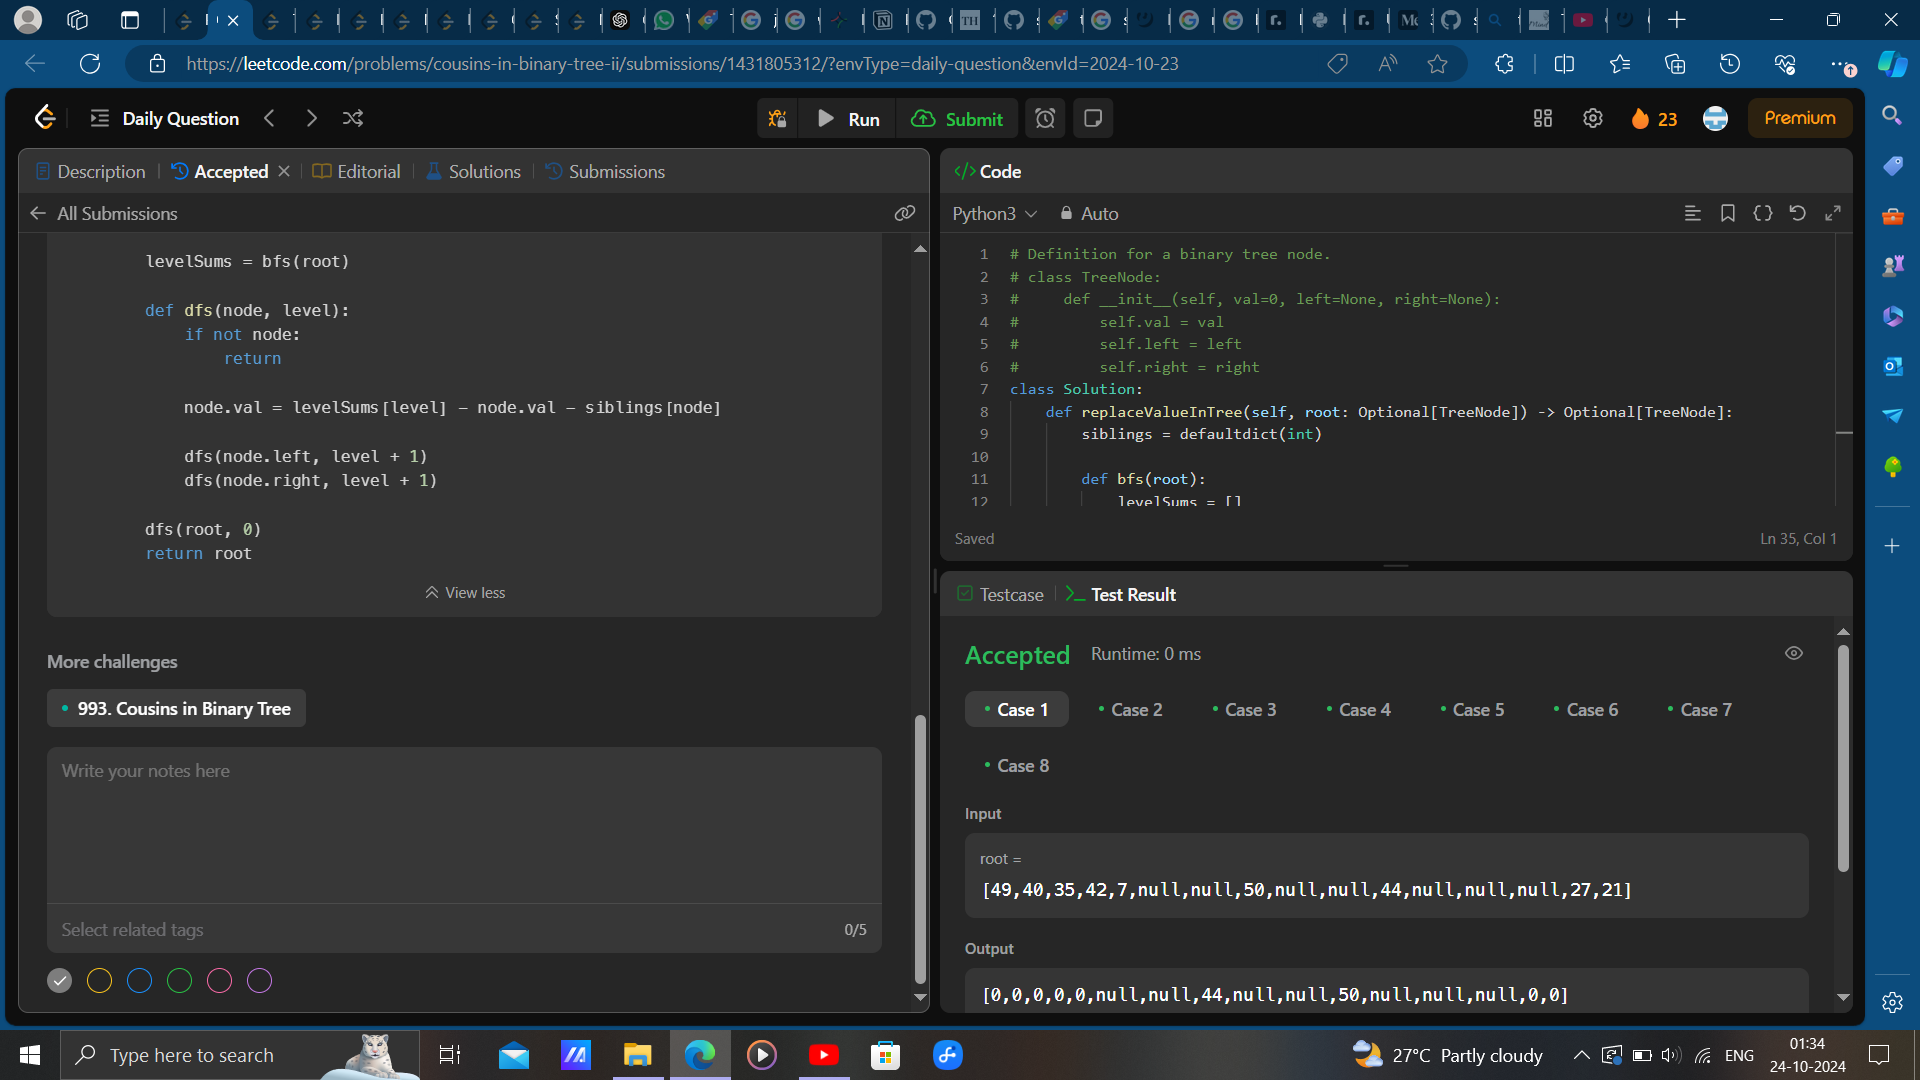 https://leetcode.com/problems/cousins-in-binary-tree-ii/submissions/1431805312/?envType=daily-question&envId=2024-10-23
Daily Question
Run
Submit
23
Premium
Description
Accepted
Editorial
Solutions
Submissions
All Submissions
levelSums = bfs(root)
def dfs(node, level):
if not node:
return
node.val = levelSums[level] - node.val - siblings[node]
dfs(node.left, level + 1)
dfs(node.right, level + 1)
dfs(root, 0)
return root
View less
More challenges
993. Cousins in Binary Tree
Write your notes here
Select related tags
0/5
</> Code
Python3
Auto
1 # Definition for a binary tree node.
2 # class TreeNode:
3 #     def __init__(self, val=0, left=None, right=None):
4 #         self.val = val
5 #         self.left = left
6 #         self.right = right
7 class Solution:
8     def replaceValueInTree(self, root: Optional[TreeNode]) -> Optional[TreeNode]:
9         siblings = defaultdict(int)
10
11         def bfs(root):
12             levelSums = []
Saved
Ln 35, Col 1
Testcase
Test Result
Accepted
Runtime: 0 ms
Case 1
Case 2
Case 3
Case 4
Case 5
Case 6
Case 7
Case 8
Input
root =
[49,40,35,42,7,null,null,50,null,null,44,null,null,null,27,21]
Output
[0,0,0,0,0,null,null,44,null,null,50,null,null,null,0,0]
Type here to search
27°C Partly cloudy
ENG
01:34
24-10-2024